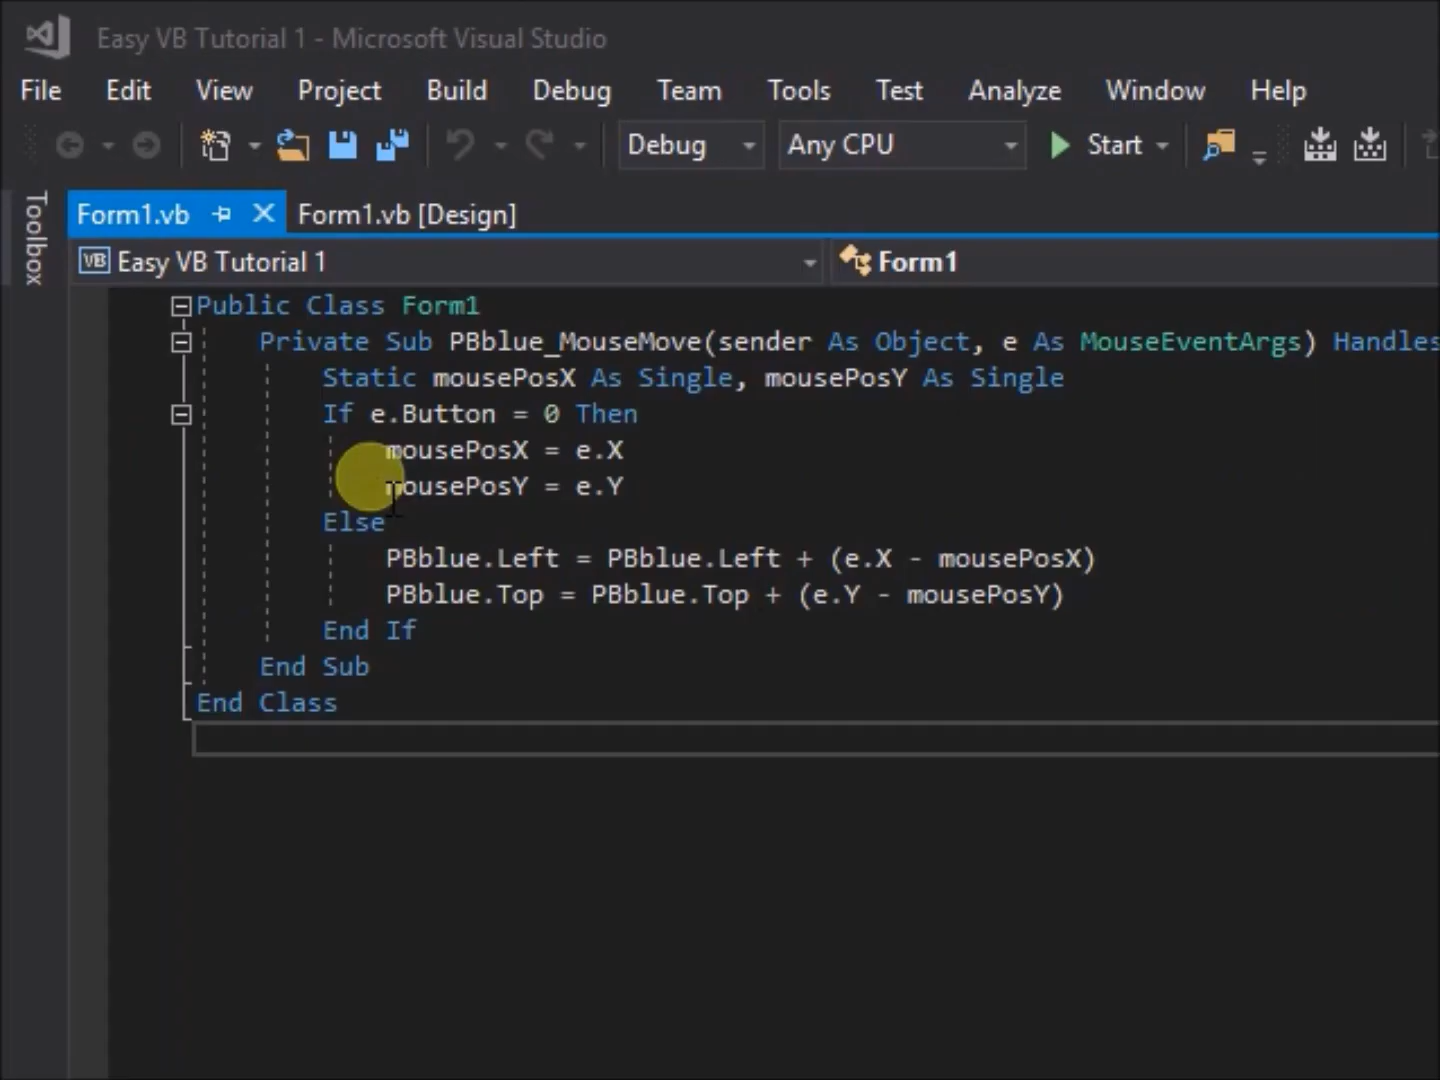 Easy VB Tutorial 1 - Microsoft Visual Studio
File Edit View Project Build Debug Team Tools Test Analyze Window Help
Debug Any CPU Start
Toolbox
Form1.vb Form1.vb [Design]
VB Easy VB Tutorial 1 Form1
Public Class Form1
Private Sub PBblue_MouseMove(sender As Object, e As MouseEventArgs) Handles
Static mousePosX As Single, mousePosY As Single
If e.Button = 0 Then
mousePosX = e.X
mousePosY = e.Y
Else
PBblue.Left = PBblue.Left + (e.X - mousePosX)
PBblue.Top = PBblue.Top + (e.Y - mousePosY)
End If
End Sub
End Class